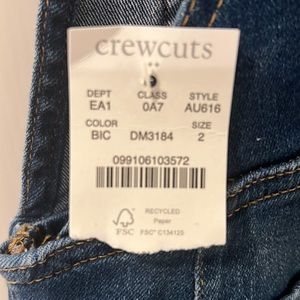 crewcuts
DEPT CLASS STYLE
EA1 0A7 AU616
COLOR SIZE
BIC DM3184 2
099106103572
RECYCLED
Paper
FSC FSC® C134125